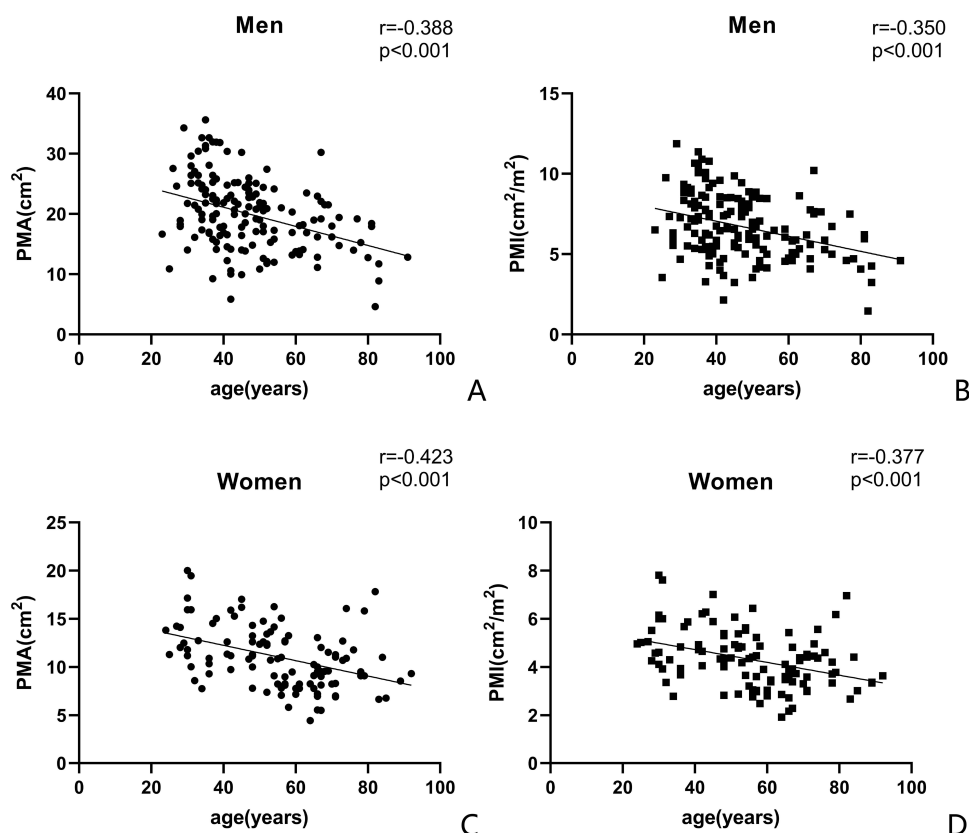 Men
r=-0.388
p<0.001
PMA(cm²)
40
30
20
10
0
0 20 40 60 80 100
age(years)
A
Men
r=-0.350
p<0.001
PMI(cm²/m²)
15
10
5
0
0 20 40 60 80 100
age(years)
B
Women
r=-0.423
p<0.001
PMA(cm²)
25
20
15
10
5
0
0 20 40 60 80 100
age(years)
C
Women
r=-0.377
p<0.001
PMI(cm²/m²)
10
8
6
4
2
0
0 20 40 60 80 100
age(years)
D